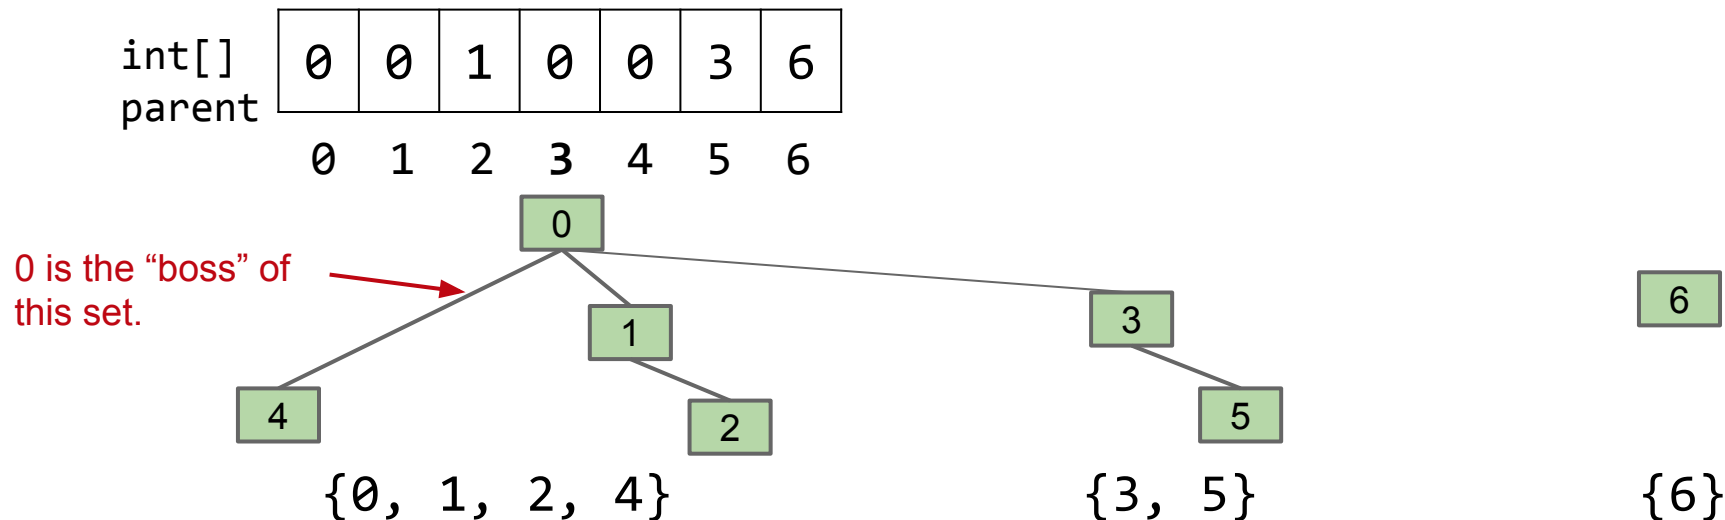 int[] 0 0 1 0 0 3 6
parent
0 1 2 3 4 5 6
0
0 is the “boss” of
this set.
1
3
6
4
2
5
{0, 1, 2, 4} {3, 5} {6}